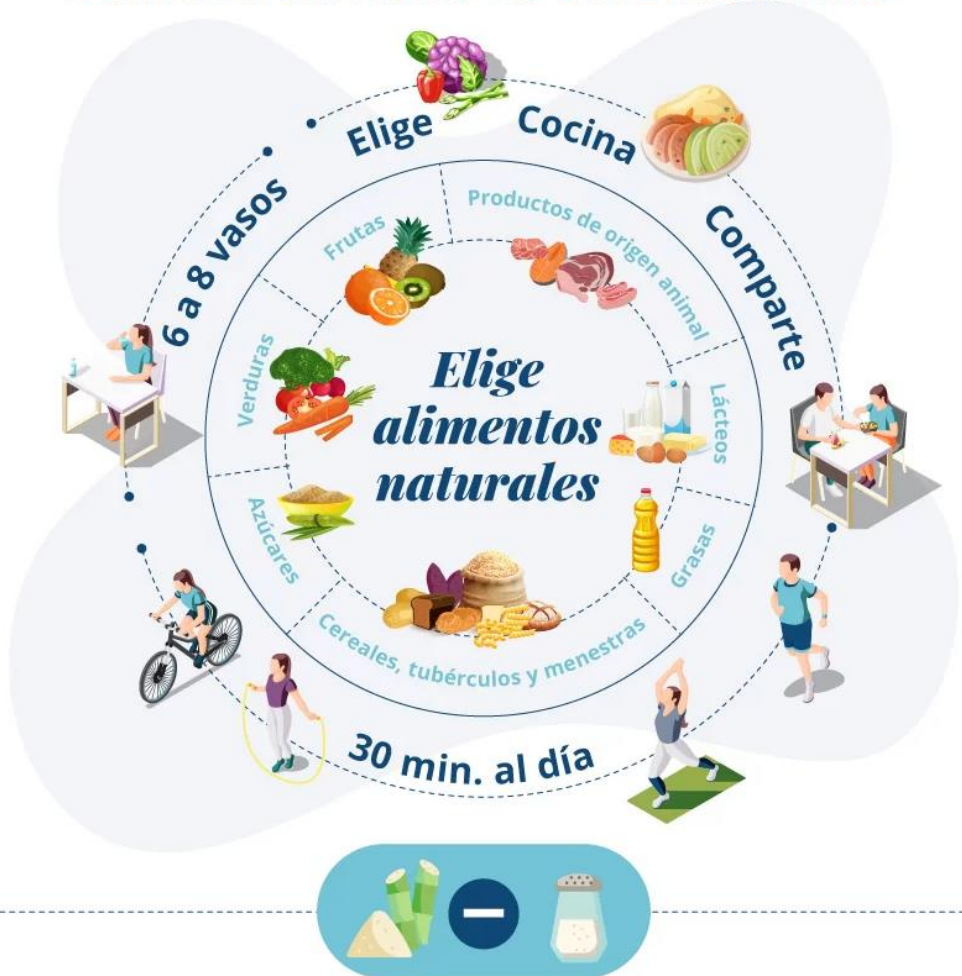 Elige
Cocina
Comparte
6 a 8 vasos
Frutas
Productos de origen animal
Verduras
Lácteos
Azúcares
Grasas
Cereales, tubérculos y menestras
Elige
alimentos
naturales
30 min. al día